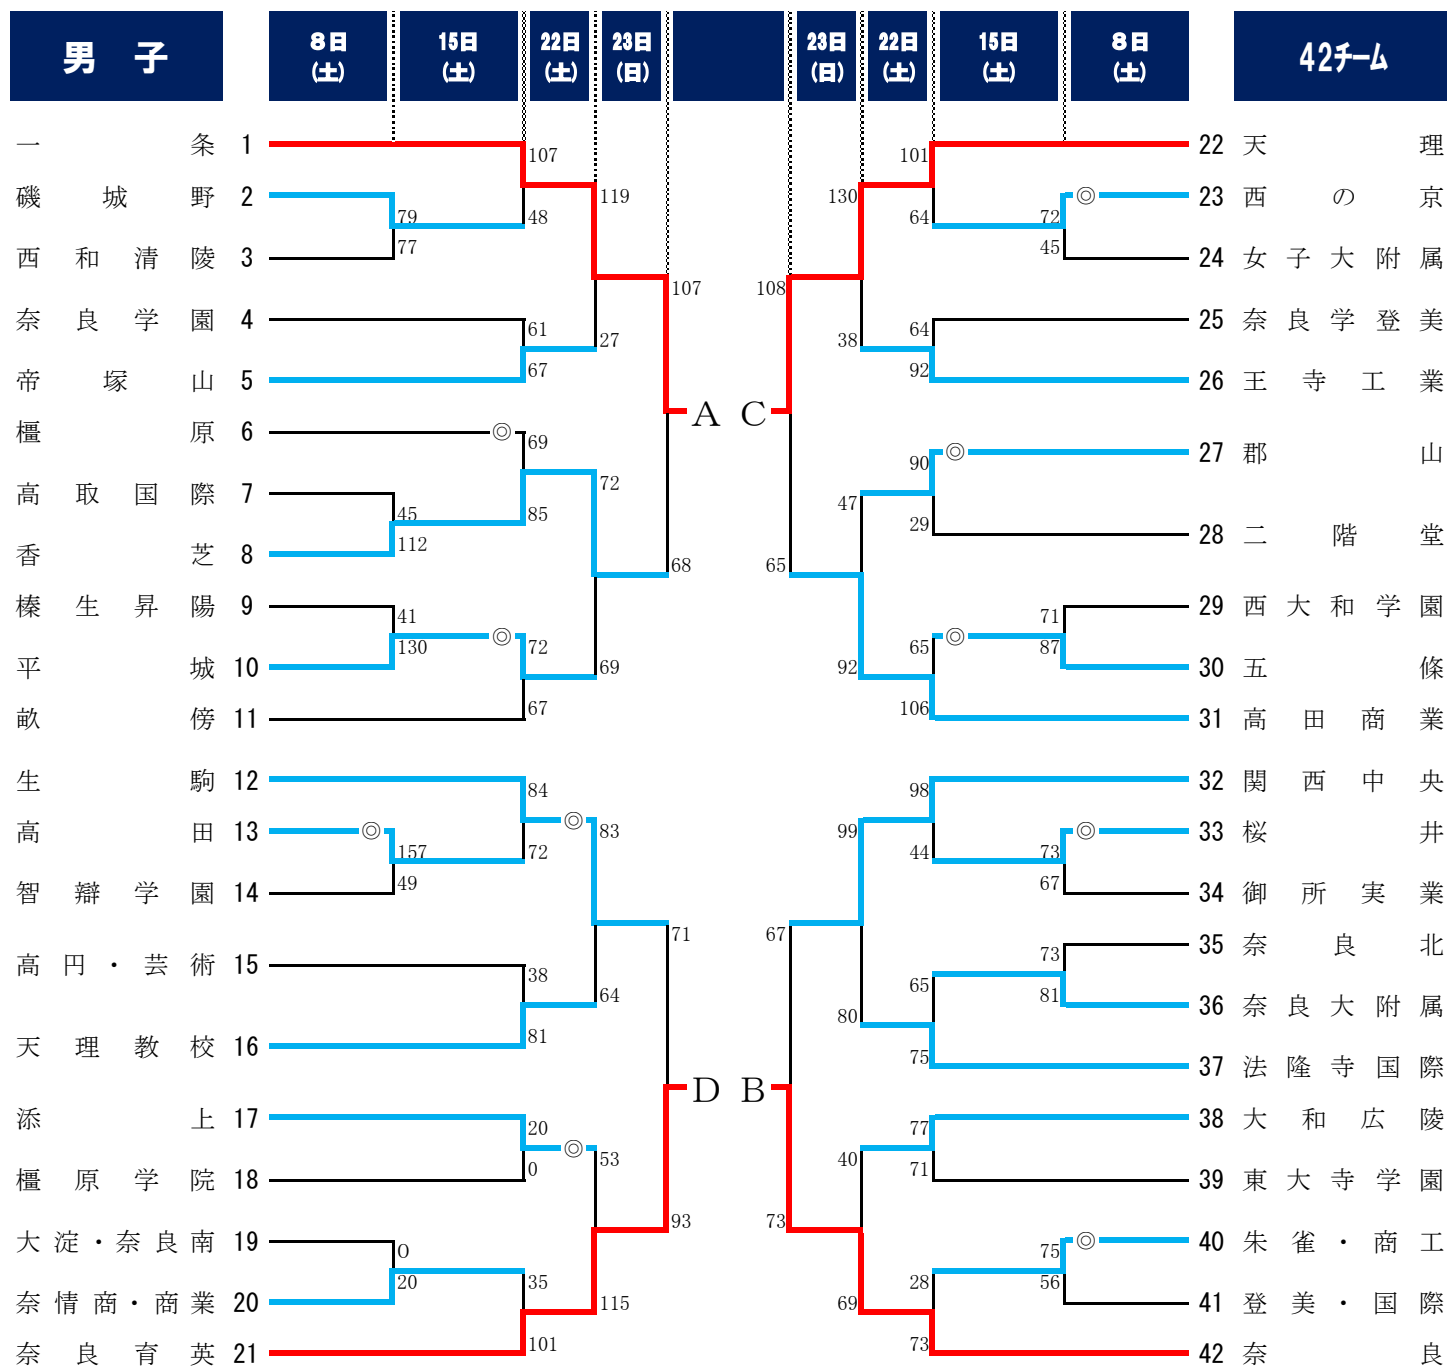 男子 8日(土) 15日(土) 22日(土) 23日(日) 23日(日) 22日(土) 15日(土) 8日(土) 42チーム
一条 1 107 101 22 天理
磯城野 2 79 48 119 130 64 72 ◎ 23 西の京
西和清陵 3 77 45 24 女子大附属
107 108
奈良学園 4 61 27 38 64 25 奈良学登美
帝塚山 5 67 92 26 王寺工業
A C
橿原 6 ◎ 69 90 ◎ 27 郡山
高取国際 7 45 85 72 47 29
香芝 8 112 28 二階堂
68 65
榛生昇陽 9 41 71 29 西大和学園
平城 10 130 ◎ 72 69 92 65 ◎ 87 30 五條
畝傍 11 67 106 31 高田商業
生駒 12 84 98 32 関西中央
高田 13 ◎ 157 72 ◎ 83 99 44 73 ◎ 33 桜井
智辯学園 14 49 67 34 御所実業
71 67 73 35 奈良北
高円・芸術 15 38 64 80 65 81 36 奈良大附属
天理教校 16 81 75 37 法隆寺国際
D B
添上 17 20 77 38 大和広陵
橿原学院 18 0 ◎ 53 40 71 39 東大寺学園
93 73
大淀・奈良南 19 0 75 ◎ 40 朱雀・商工
奈情商・商業 20 20 35 115 69 28 56 41 登美・国際
奈良育英 21 101 73 42 奈良